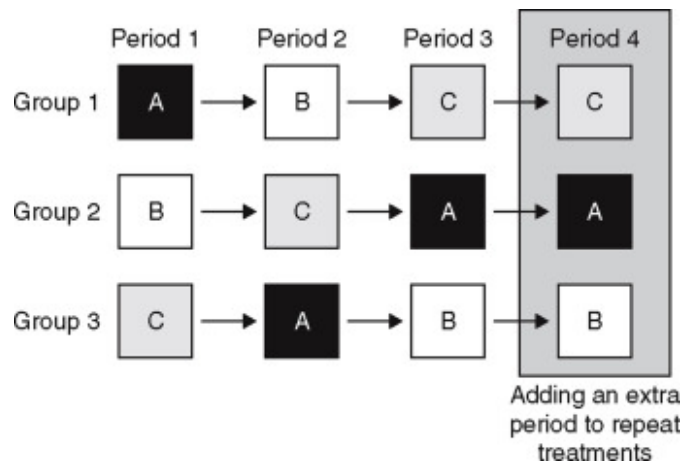 Period 1 Period 2 Period 3 Period 4
Group 1 A B C C
Group 2 B C A A
Group 3 C A B B
Adding an extra
period to repeat
treatments